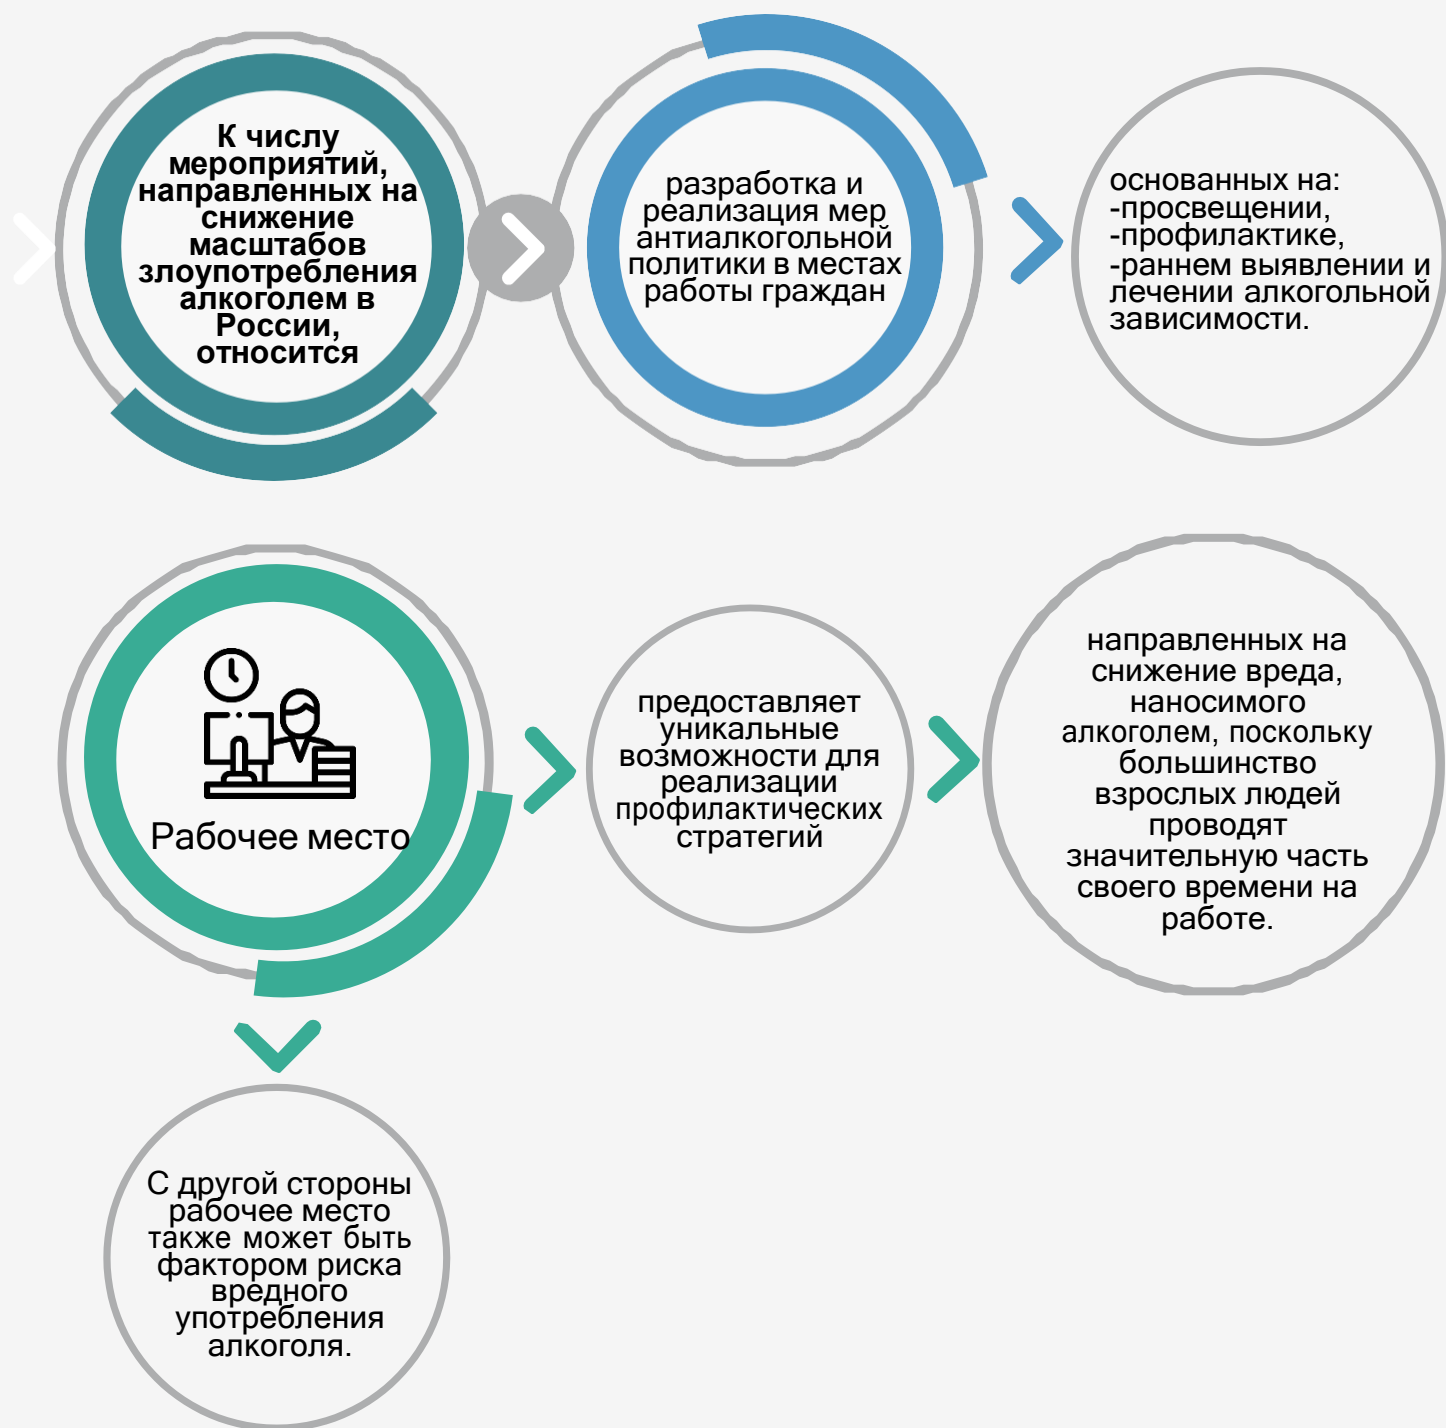 К числу
мероприятий,
направленных на
снижение
масштабов
злоупотребления
алкоголем в
России,
относится
разработка и
реализация мер
антиалкогольной
политики в местах
работы граждан
основанных на:
-просвещении,
-профилактике,
-раннем выявлении и
лечении алкогольной
зависимости.
Рабочее место
предоставляет
уникальные
возможности для
реализации
профилактических
стратегий
направленных на
снижение вреда,
наносимого
алкоголем, поскольку
большинство
взрослых людей
проводят
значительную часть
своего времени на
работе.
С другой стороны
рабочее место
также может быть
фактором риска
вредного
употребления
алкоголя.